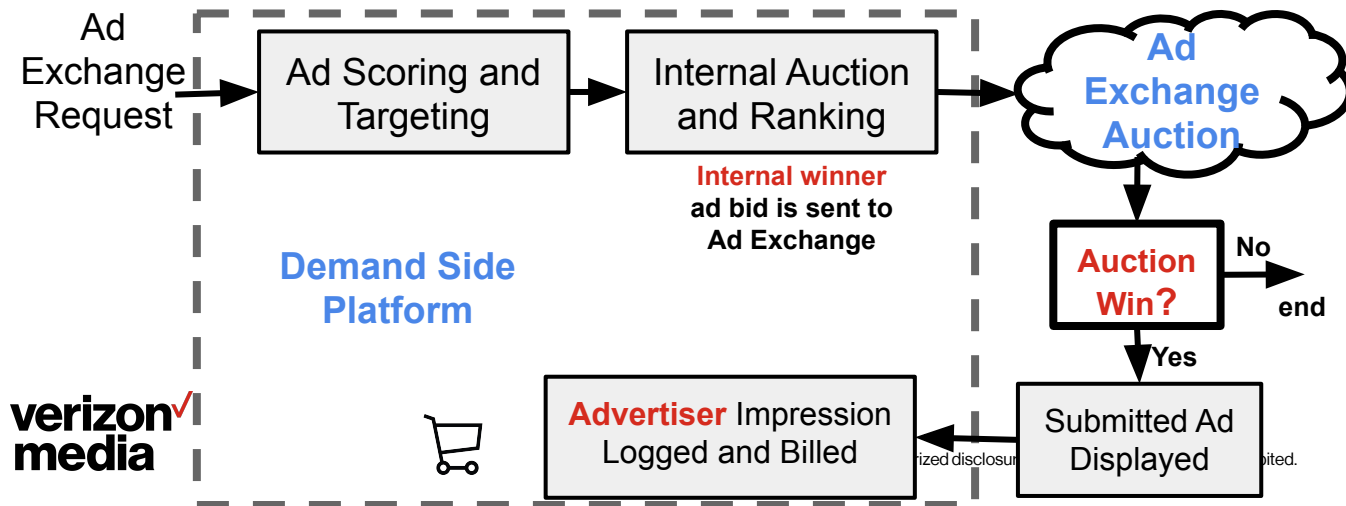 Ad
Exchange
Request
Ad Scoring and
Targeting
Internal Auction
and Ranking
Ad
Exchange
Auction
Internal winner
ad bid is sent to
Ad Exchange
Demand Side
Platform
Auction
Win?
No
end
Yes
Submitted Ad
Displayed
Advertiser Impression
Logged and Billed
verizon✓
media